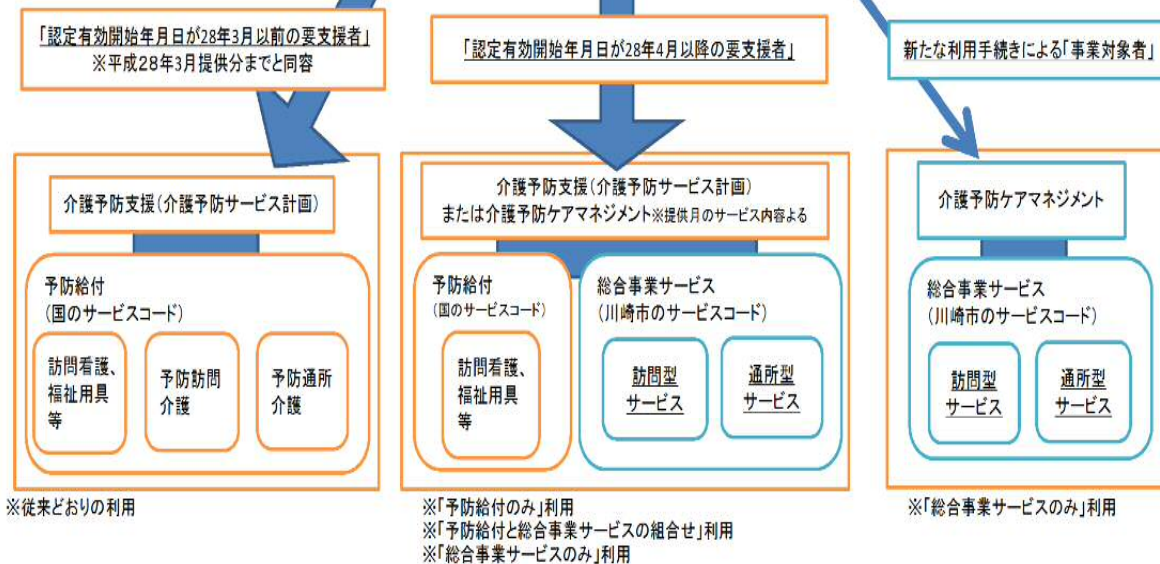 「認定有効開始年月日が28年3月以前の要支援者」
※平成28年3月提供分までと同容
「認定有効開始年月日が28年4月以降の要支援者」
新たな利用手続きによる「事業対象者」
介護予防支援(介護予防サービス計画)
予防給付
(国のサービスコード)
訪問看護、
福祉用具
等
予防訪問
介護
予防通所
介護
※従来どおりの利用
介護予防支援(介護予防サービス計画)
または介護予防ケアマネジメント※提供月のサービス内容よる
予防給付
(国のサービスコード)
訪問看護、
福祉用具
等
総合事業サービス
(川崎市のサービスコード)
訪問型
サービス
通所型
サービス
※「予防給付のみ」利用
※「予防給付と総合事業サービスの組合せ」利用
※「総合事業サービスのみ」利用
介護予防ケアマネジメント
総合事業サービス
(川崎市のサービスコード)
訪問型
サービス
通所型
サービス
※「総合事業サービスのみ」利用